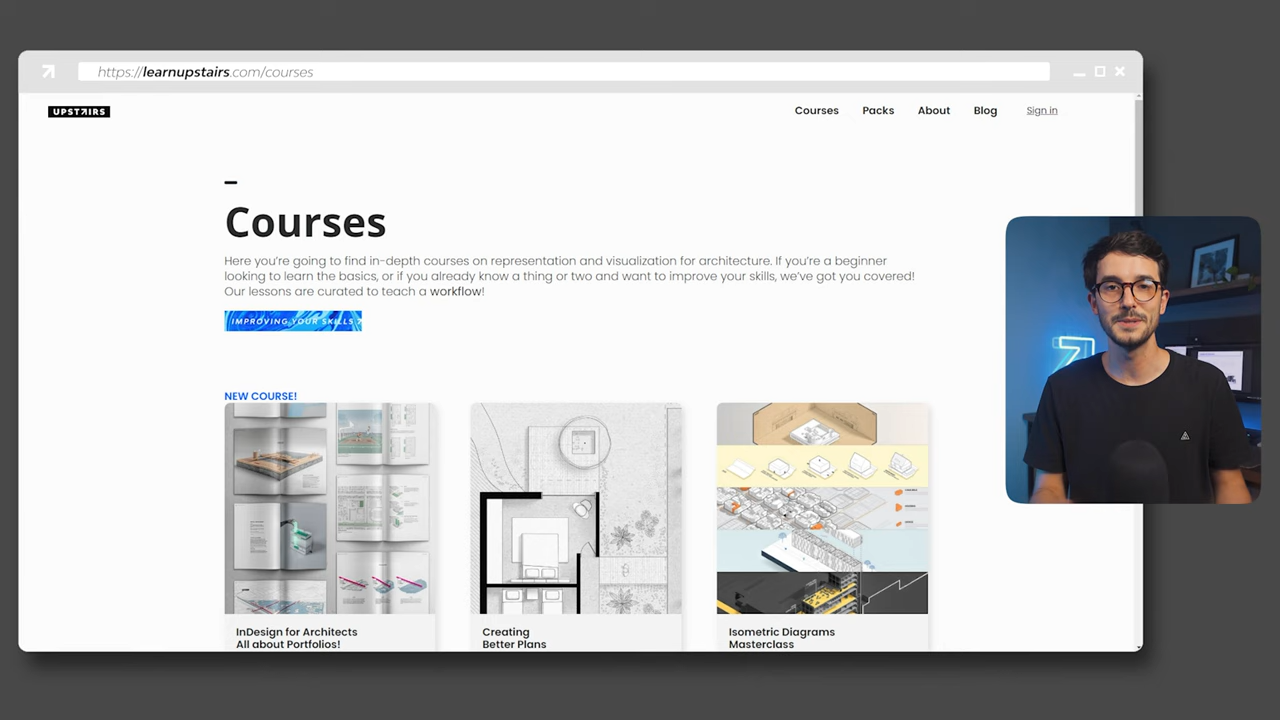 https://learnupstairs.com/courses
UPSTAIRS
Courses Packs About Blog Sign in
Courses
Here you're going to find in-depth courses on representation and visualization for architecture. If you're a beginner
looking to learn the basics, or if you already know a thing or two and want to improve your skills, we've got you covered!
Our lessons are curated to teach a workflow!
IMPROVING YOUR SKILLS
NEW COURSE!
InDesign for Architects
All about Portfolios!
Creating
Better Plans
Isometric Diagrams
Masterclass